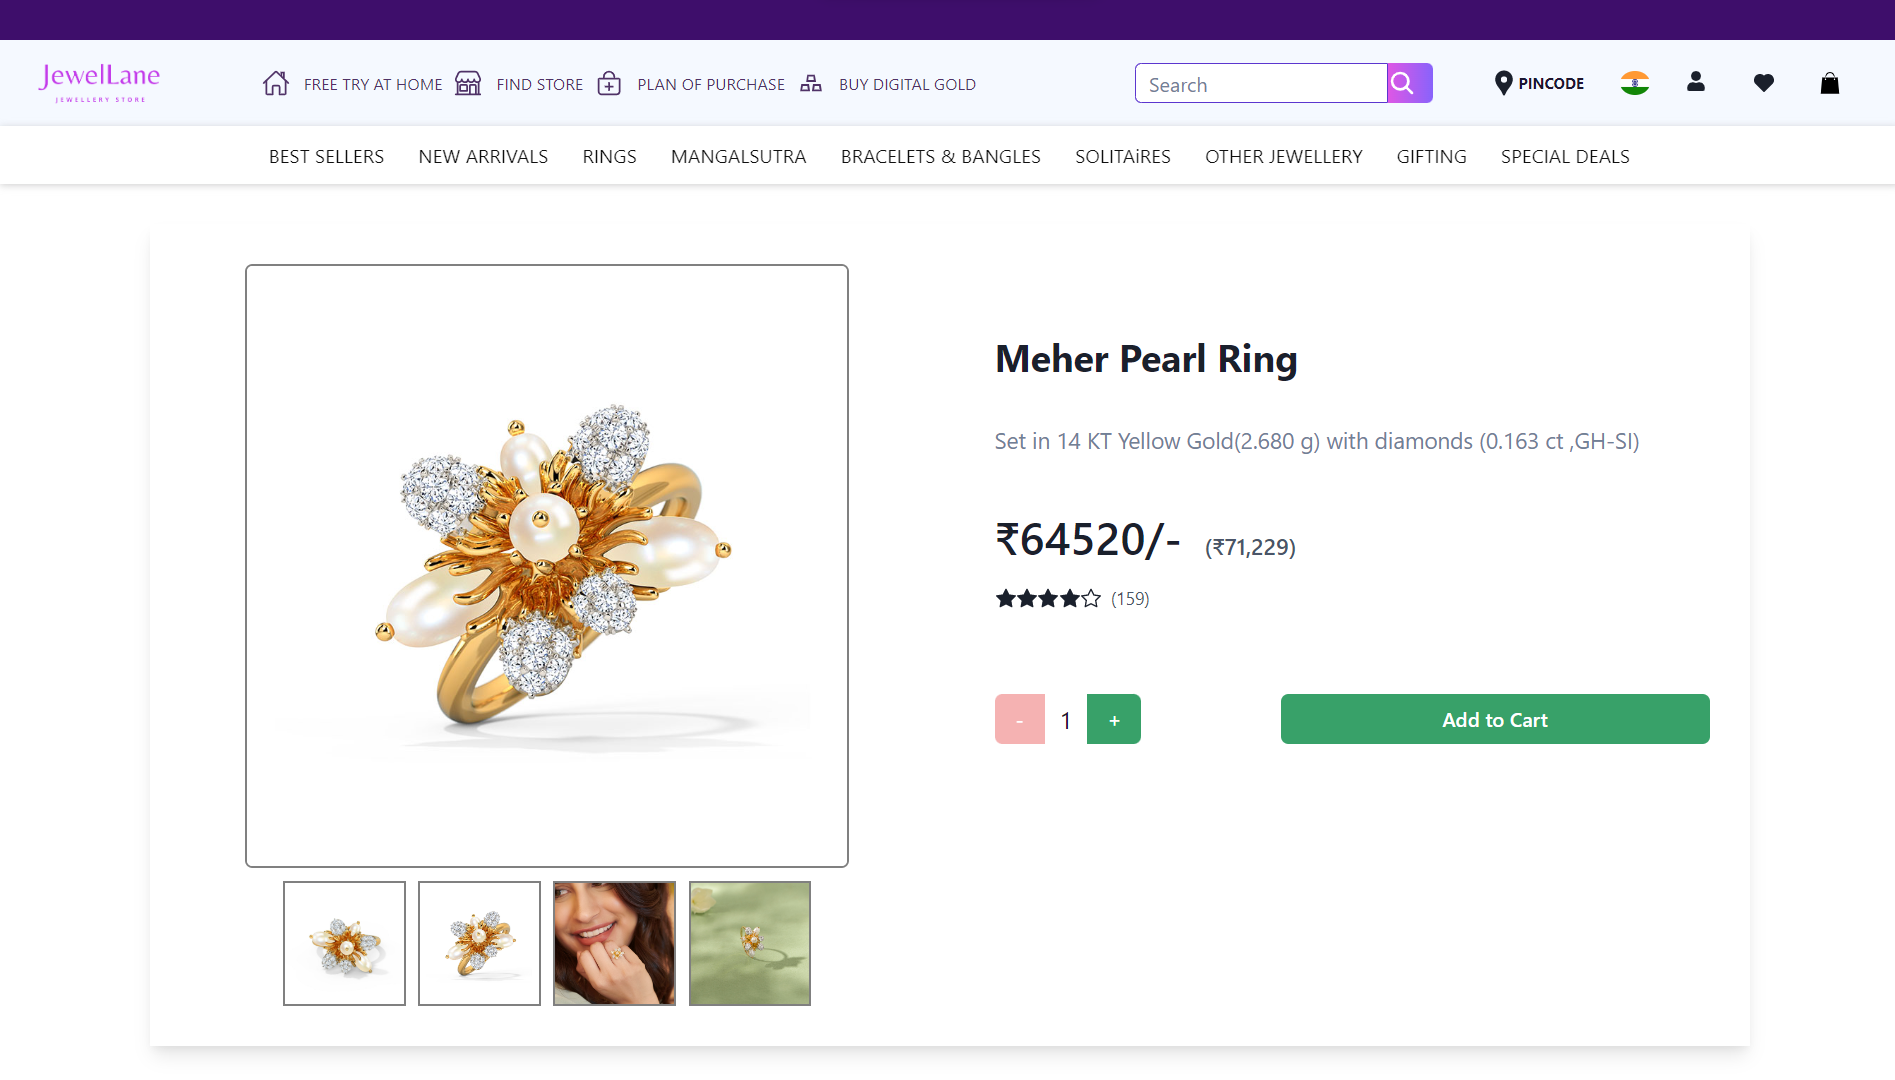 JewelLane
JEWELLERY STORE
FREE TRY AT HOME
FIND STORE
PLAN OF PURCHASE
BUY DIGITAL GOLD
Search
PINCODE
BEST SELLERS
NEW ARRIVALS
RINGS
MANGALSUTRA
BRACELETS & BANGLES
SOLITAiRES
OTHER JEWELLERY
GIFTING
SPECIAL DEALS
Meher Pearl Ring
Set in 14 KT Yellow Gold(2.680 g) with diamonds (0.163 ct ,GH-SI)
₹64520/- (₹71,229)
(159)
- 1 +
Add to Cart